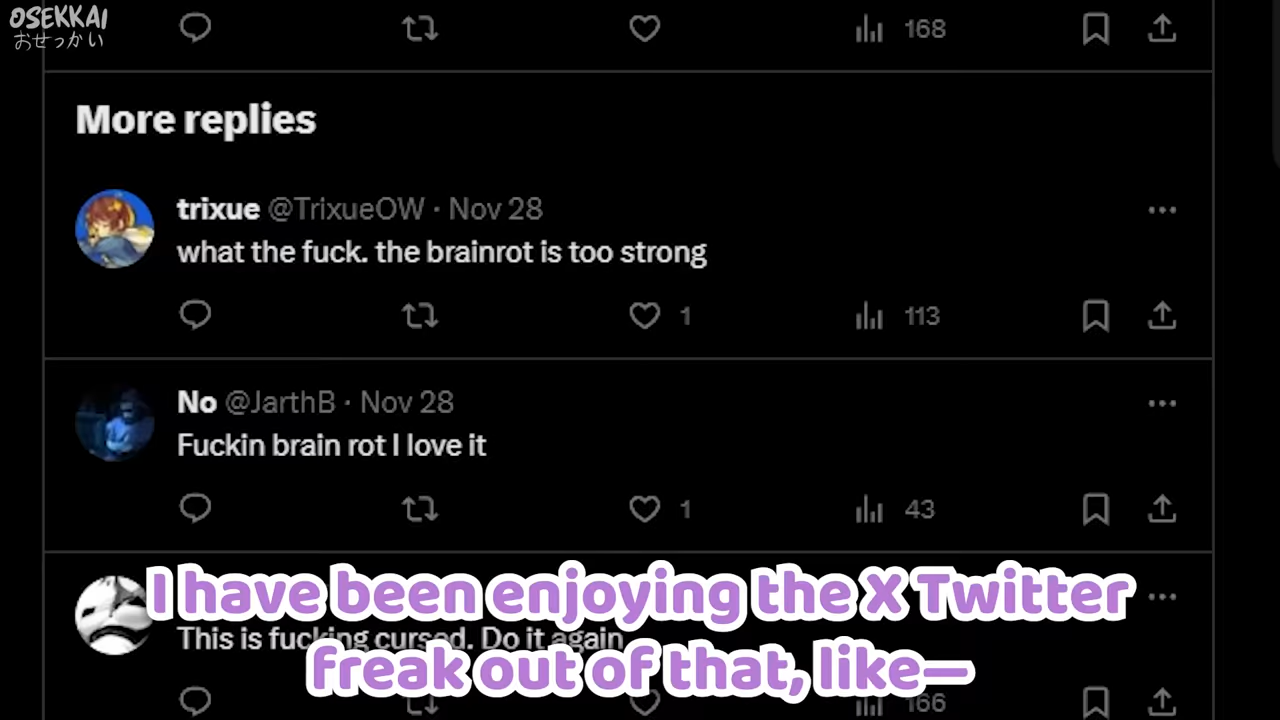 OSEKKAI
おせっかい
168
More replies
trixue @TrixueOW · Nov 28
what the fuck. the brainrot is too strong
1 113
No @JarthB · Nov 28
Fuckin brain rot I love it
1 43
This is fucking cursed. Do it again
I have been enjoying the X Twitter
freak out of that, like—
166